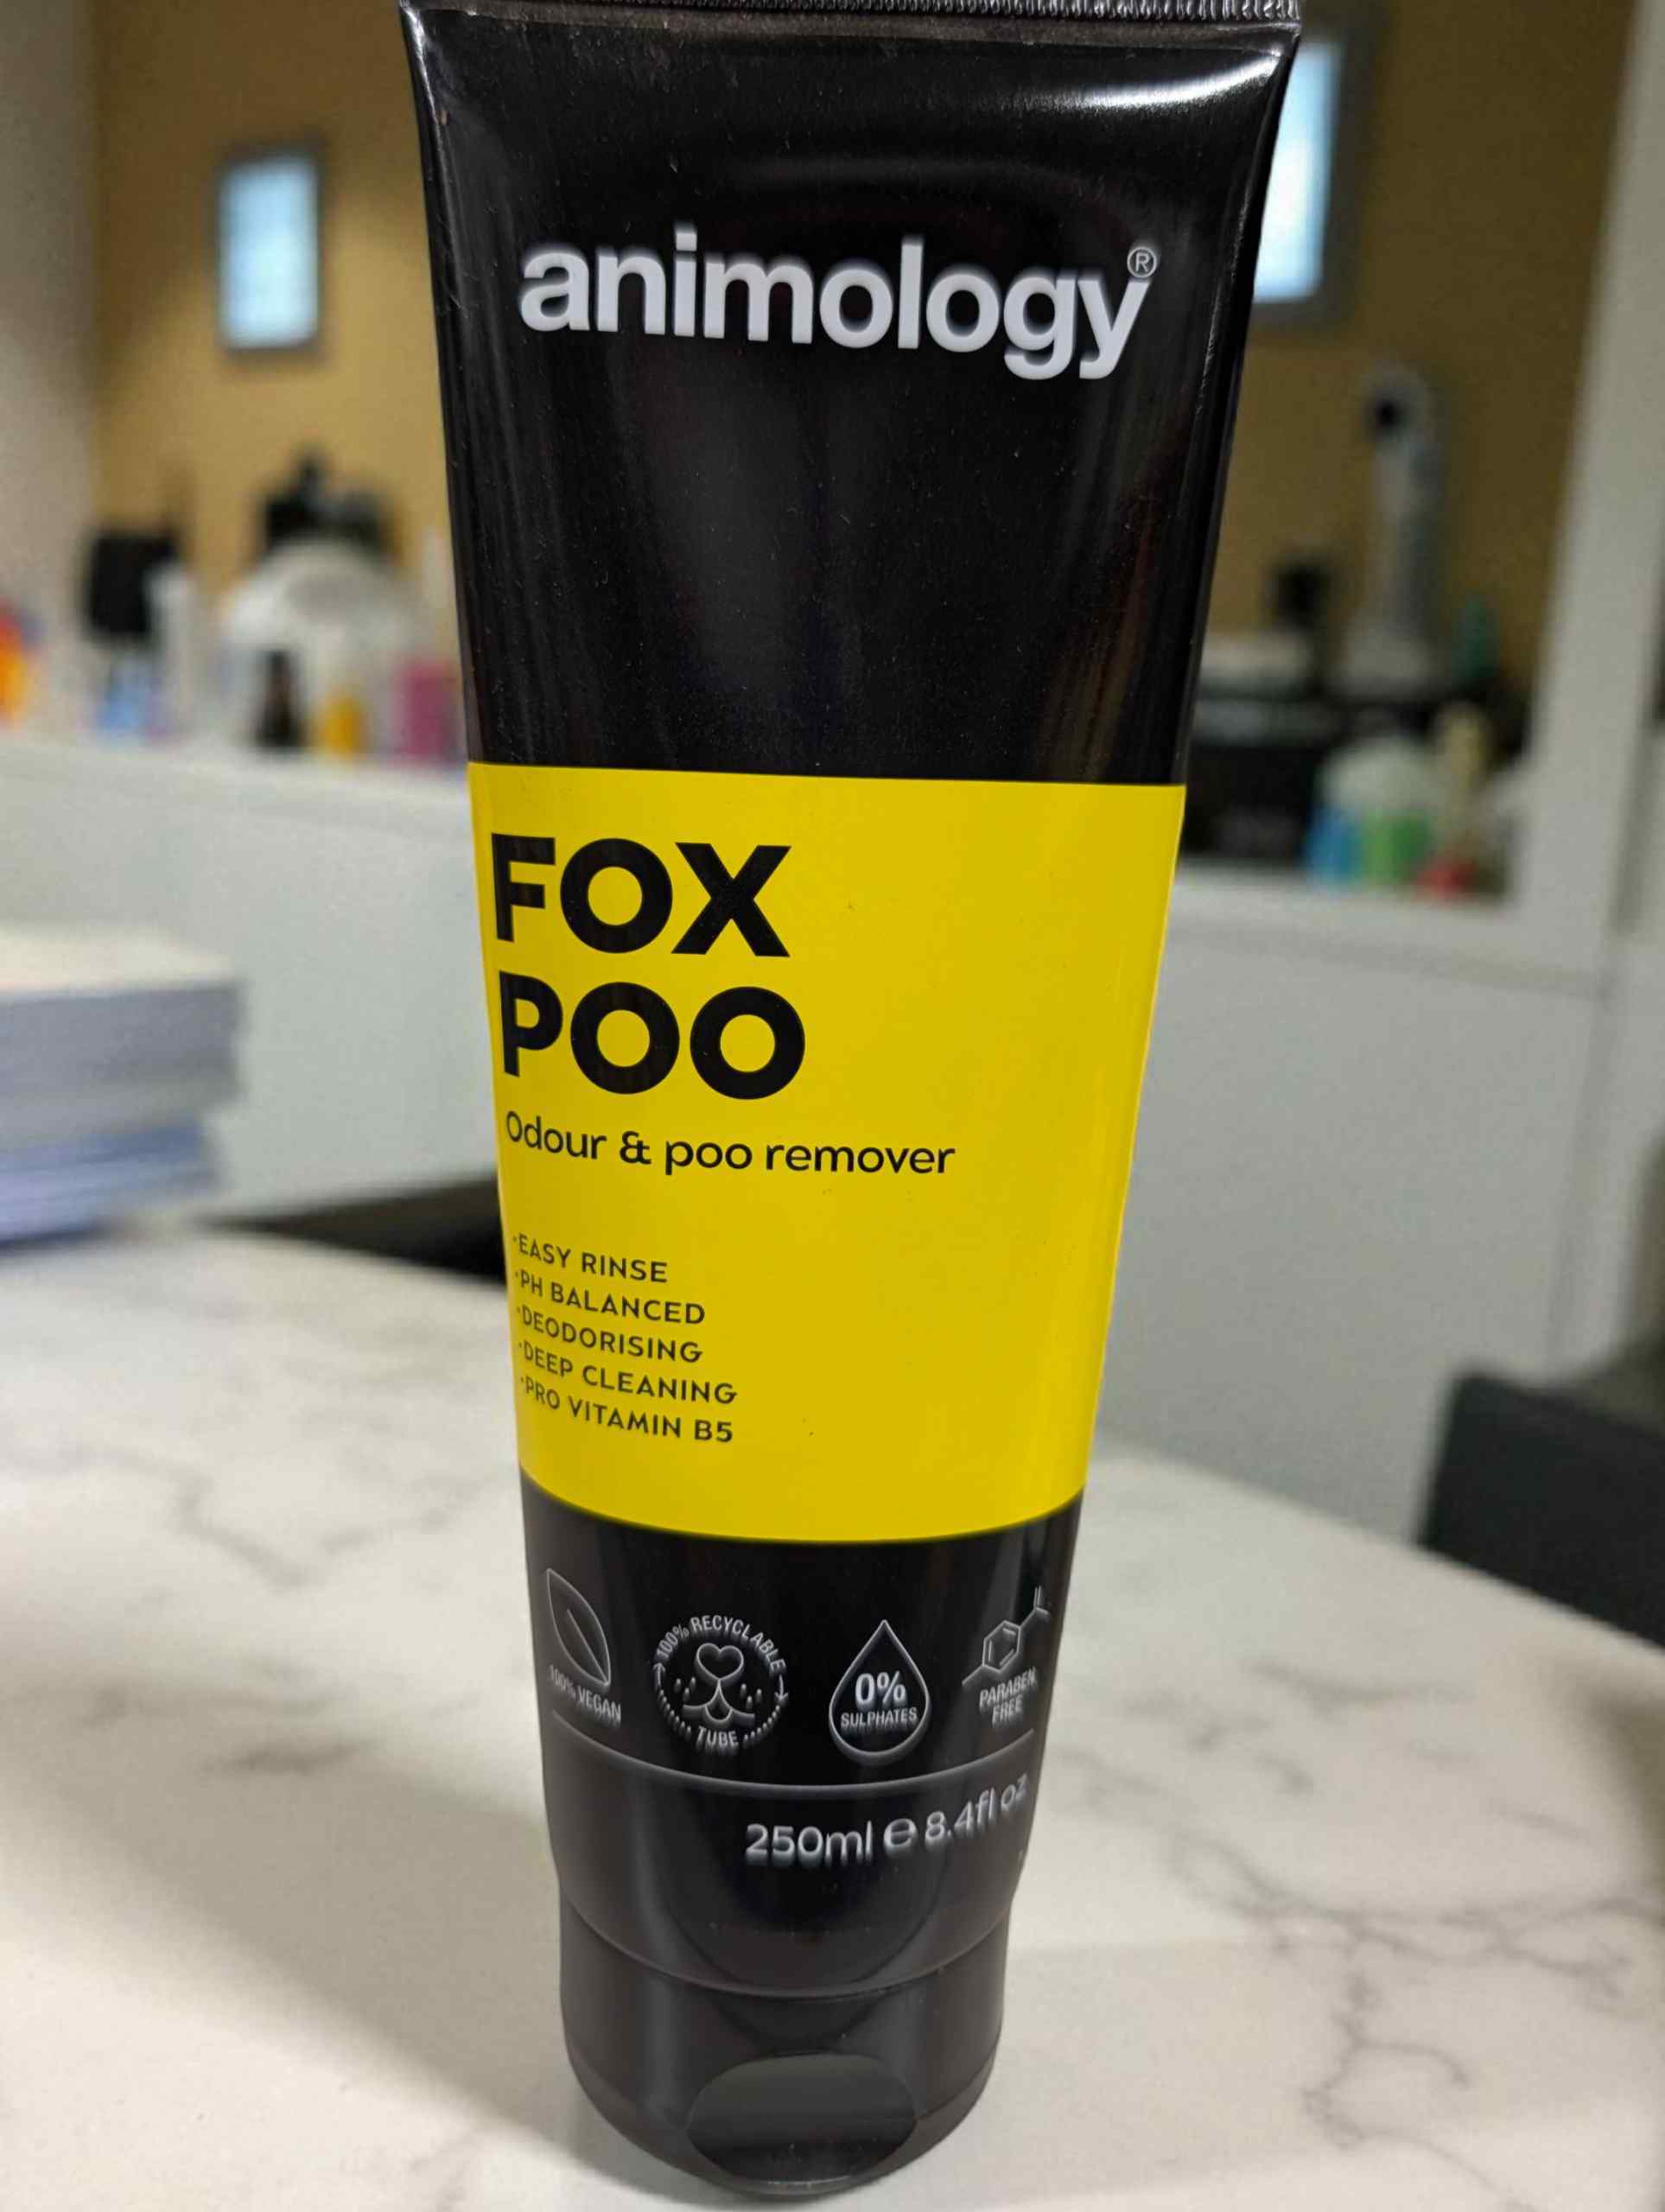 animology®
FOX
POO
Odour & poo remover
·EASY RINSE
·PH BALANCED
·DEODORISING
·DEEP CLEANING
·PRO VITAMIN B5
100% VEGAN
100% RECYCLABLE
TUBE
0%
SULPHATES
PARABEN
FREE
250ml e 8.4fl oz